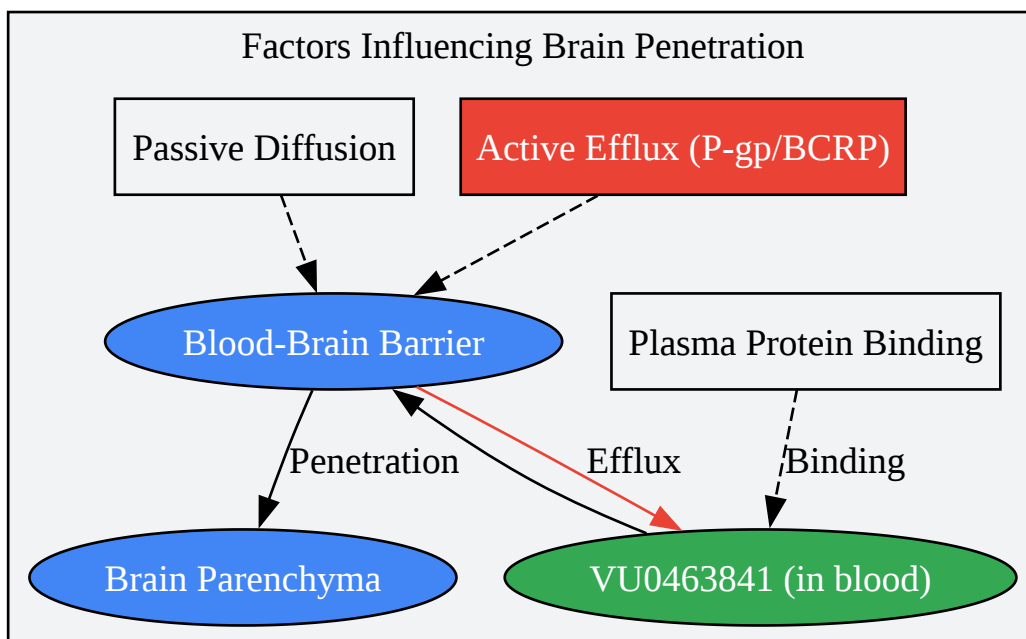 Factors Influencing Brain Penetration
Passive Diffusion
Active Efflux (P-gp/BCRP)
Blood-Brain Barrier
Plasma Protein Binding
Penetration
Efflux
Binding
Brain Parenchyma
VU0463841 (in blood)